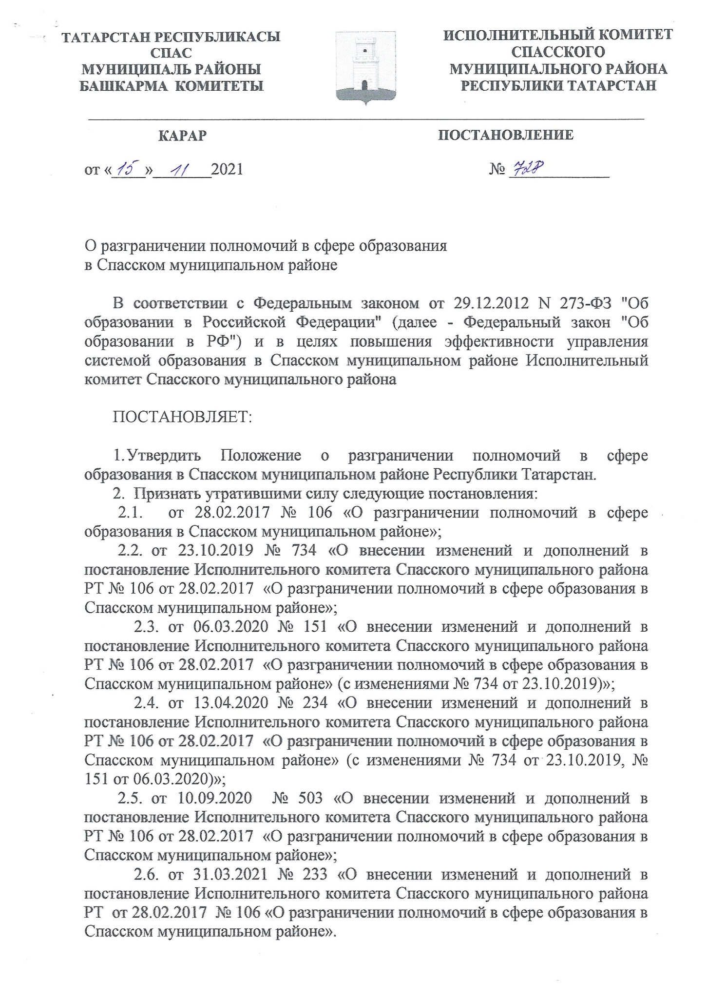 ТАТАРСТАН РЕСПУБЛИКАСЫ
СПАС
МУНИЦИПАЛЬ РАЙОНЫ
БАШКАРМА КОМИТЕТЫ
ИСПОЛНИТЕЛЬНЫЙ КОМИТЕТ
СПАССКОГО
МУНИЦИПАЛЬНОГО РАЙОНА
РЕСПУБЛИКИ ТАТАРСТАН
КАРАР
ПОСТАНОВЛЕНИЕ
от «15» 11 2021
№ 728
О разграничении полномочий в сфере образования
в Спасском муниципальном районе
В соответствии с Федеральным законом от 29.12.2012 N 273-ФЗ "Об
образовании в Российской Федерации" (далее - Федеральный закон "Об
образовании в РФ") и в целях повышения эффективности управления
системой образования в Спасском муниципальном районе Исполнительный
комитет Спасского муниципального района
ПОСТАНОВЛЯЕТ:
1. Утвердить Положение о разграничении полномочий в сфере
образования в Спасском муниципальном районе Республики Татарстан.
2. Признать утратившими силу следующие постановления:
2.1. от 28.02.2017 № 106 «О разграничении полномочий в сфере
образования в Спасском муниципальном районе»;
2.2. от 23.10.2019 № 734 «О внесении изменений и дополнений в
постановление Исполнительного комитета Спасского муниципального района
РТ № 106 от 28.02.2017 «О разграничении полномочий в сфере образования в
Спасском муниципальном районе»;
2.3. от 06.03.2020 № 151 «О внесении изменений и дополнений в
постановление Исполнительного комитета Спасского муниципального района
РТ № 106 от 28.02.2017 «О разграничении полномочий в сфере образования в
Спасском муниципальном районе» (с изменениями № 734 от 23.10.2019)»;
2.4. от 13.04.2020 № 234 «О внесении изменений и дополнений в
постановление Исполнительного комитета Спасского муниципального района
РТ № 106 от 28.02.2017 «О разграничении полномочий в сфере образования в
Спасском муниципальном районе» (с изменениями № 734 от 23.10.2019, №
151 от 06.03.2020)»;
2.5. от 10.09.2020 № 503 «О внесении изменений и дополнений в
постановление Исполнительного комитета Спасского муниципального района
РТ № 106 от 28.02.2017 «О разграничении полномочий в сфере образования в
Спасском муниципальном районе»;
2.6. от 31.03.2021 № 233 «О внесении изменений и дополнений в
постановление Исполнительного комитета Спасского муниципального района
РТ от 28.02.2017 № 106 «О разграничении полномочий в сфере образования в
Спасском муниципальном районе».